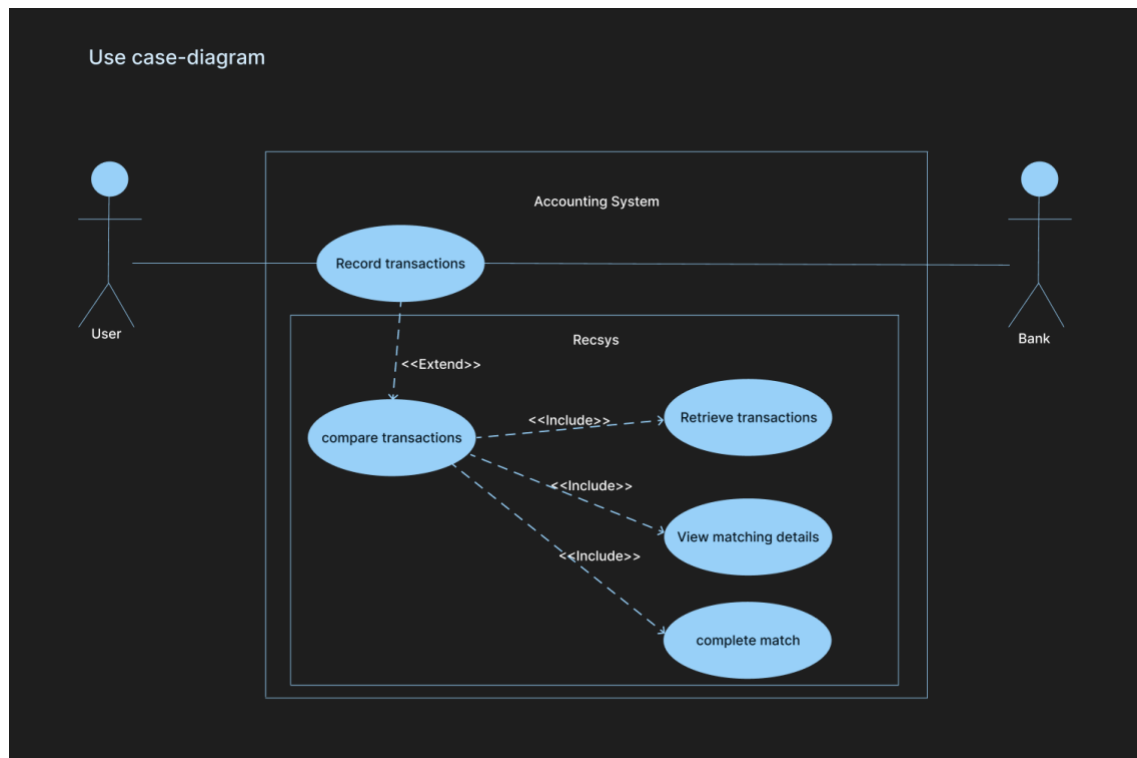 Use case-diagram
Accounting System
Record transactions
User
Bank
Recsys
<<Extend>>
compare transactions
<<Include>>
Retrieve transactions
<<Include>>
View matching details
<<Include>>
complete match